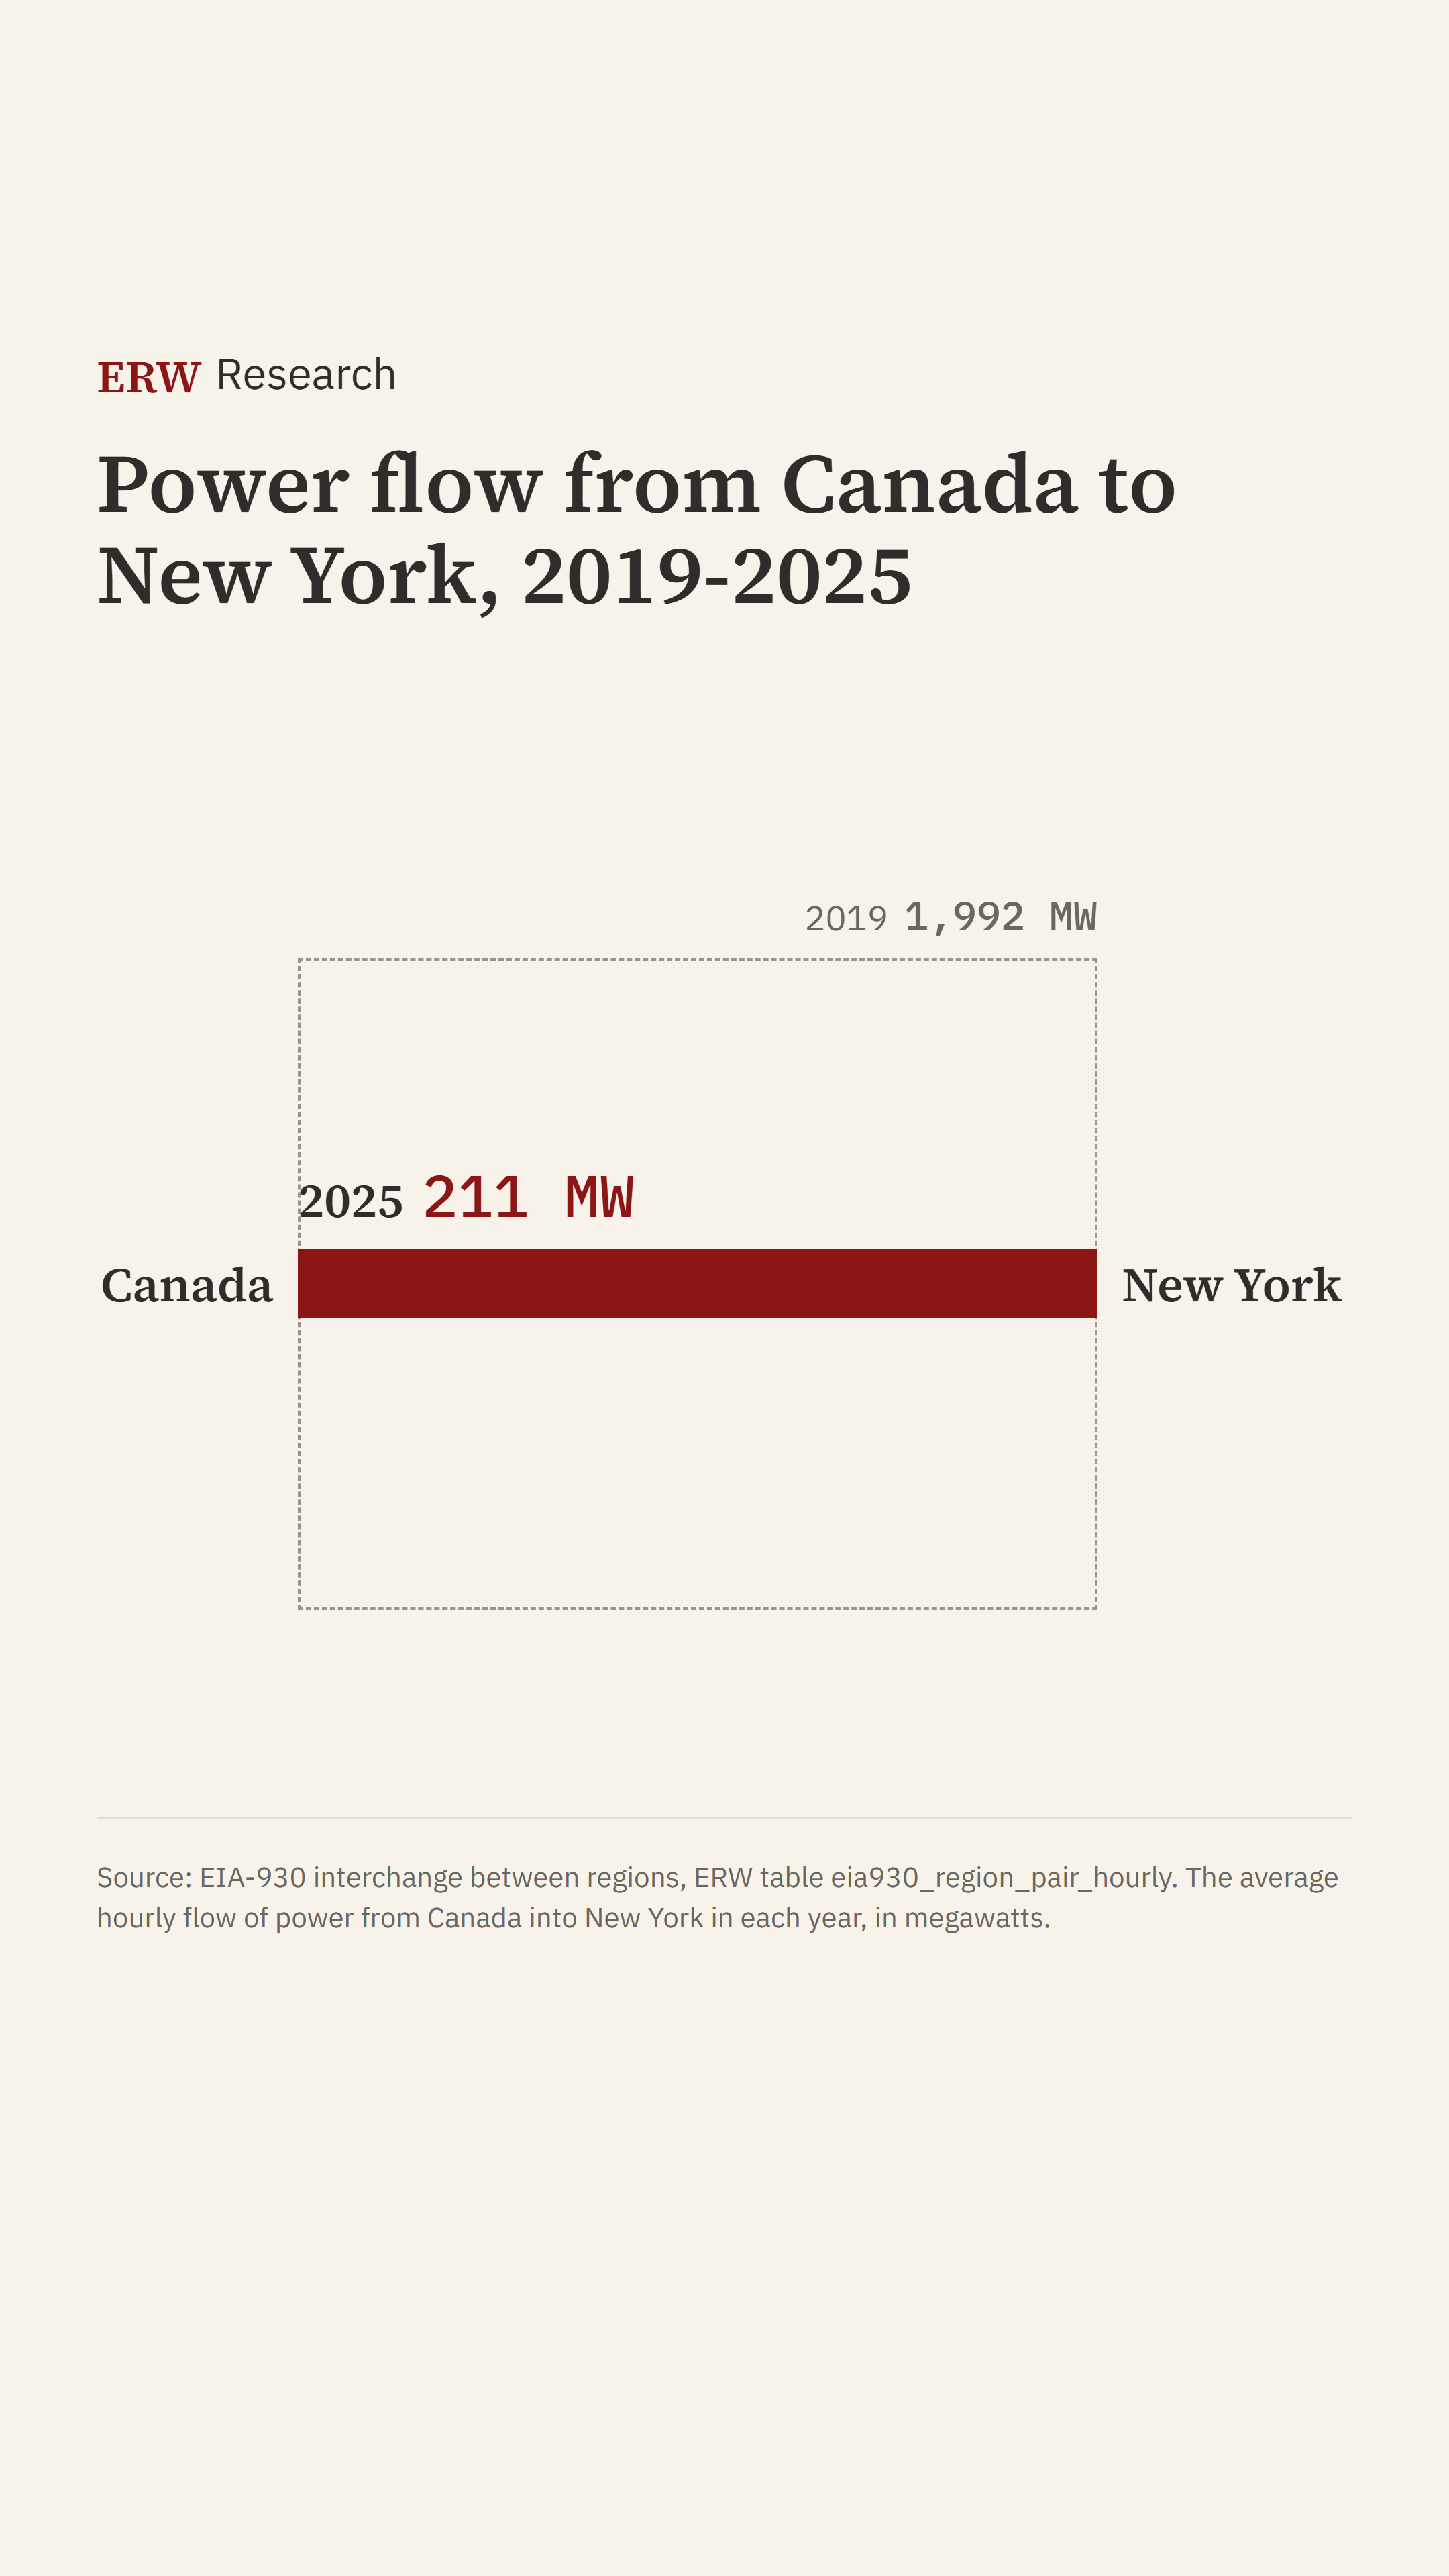 ERW Research
Power flow from Canada to
New York, 2019-2025
2019 1,992 MW
2025 211 MW
Canada
New York
Source: EIA-930 interchange between regions, ERW table eia930_region_pair_hourly. The average
hourly flow of power from Canada into New York in each year, in megawatts.